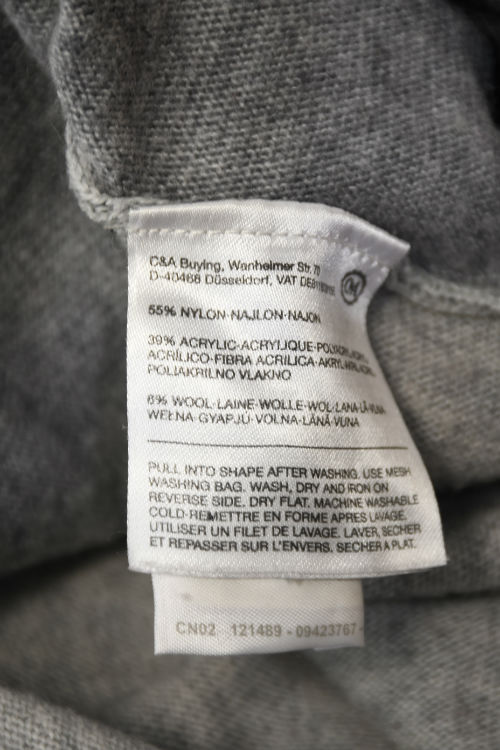 C&A Buying, Wanheimer Str. 70
D-40468 Düsseldorf, VAT
M
55% NYLON·NAJLON·NAJON
39% ACRYLIC·ACRYLIQUE·
ACRÍLICO·FIBRA ACRILICA·
POLIAKRILNO VLAKNO
6% WOOL·LAINE·WOLLE·WOL·LANA·LÃ·VLNA
WEŁNA·GYAPJÚ·VOLNA·LÂNĂ·VUNA
PULL INTO SHAPE AFTER WASHING. USE MESH
WASHING BAG. WASH, DRY AND IRON ON
REVERSE SIDE. DRY FLAT. MACHINE WASHABLE
COLD·REMETTRE EN FORME APRES LAVAGE.
UTILISER UN FILET DE LAVAGE. LAVER, SECHER
ET REPASSER SUR L'ENVERS. SECHER A PLAT.
CN02 121489 - 09423767 -